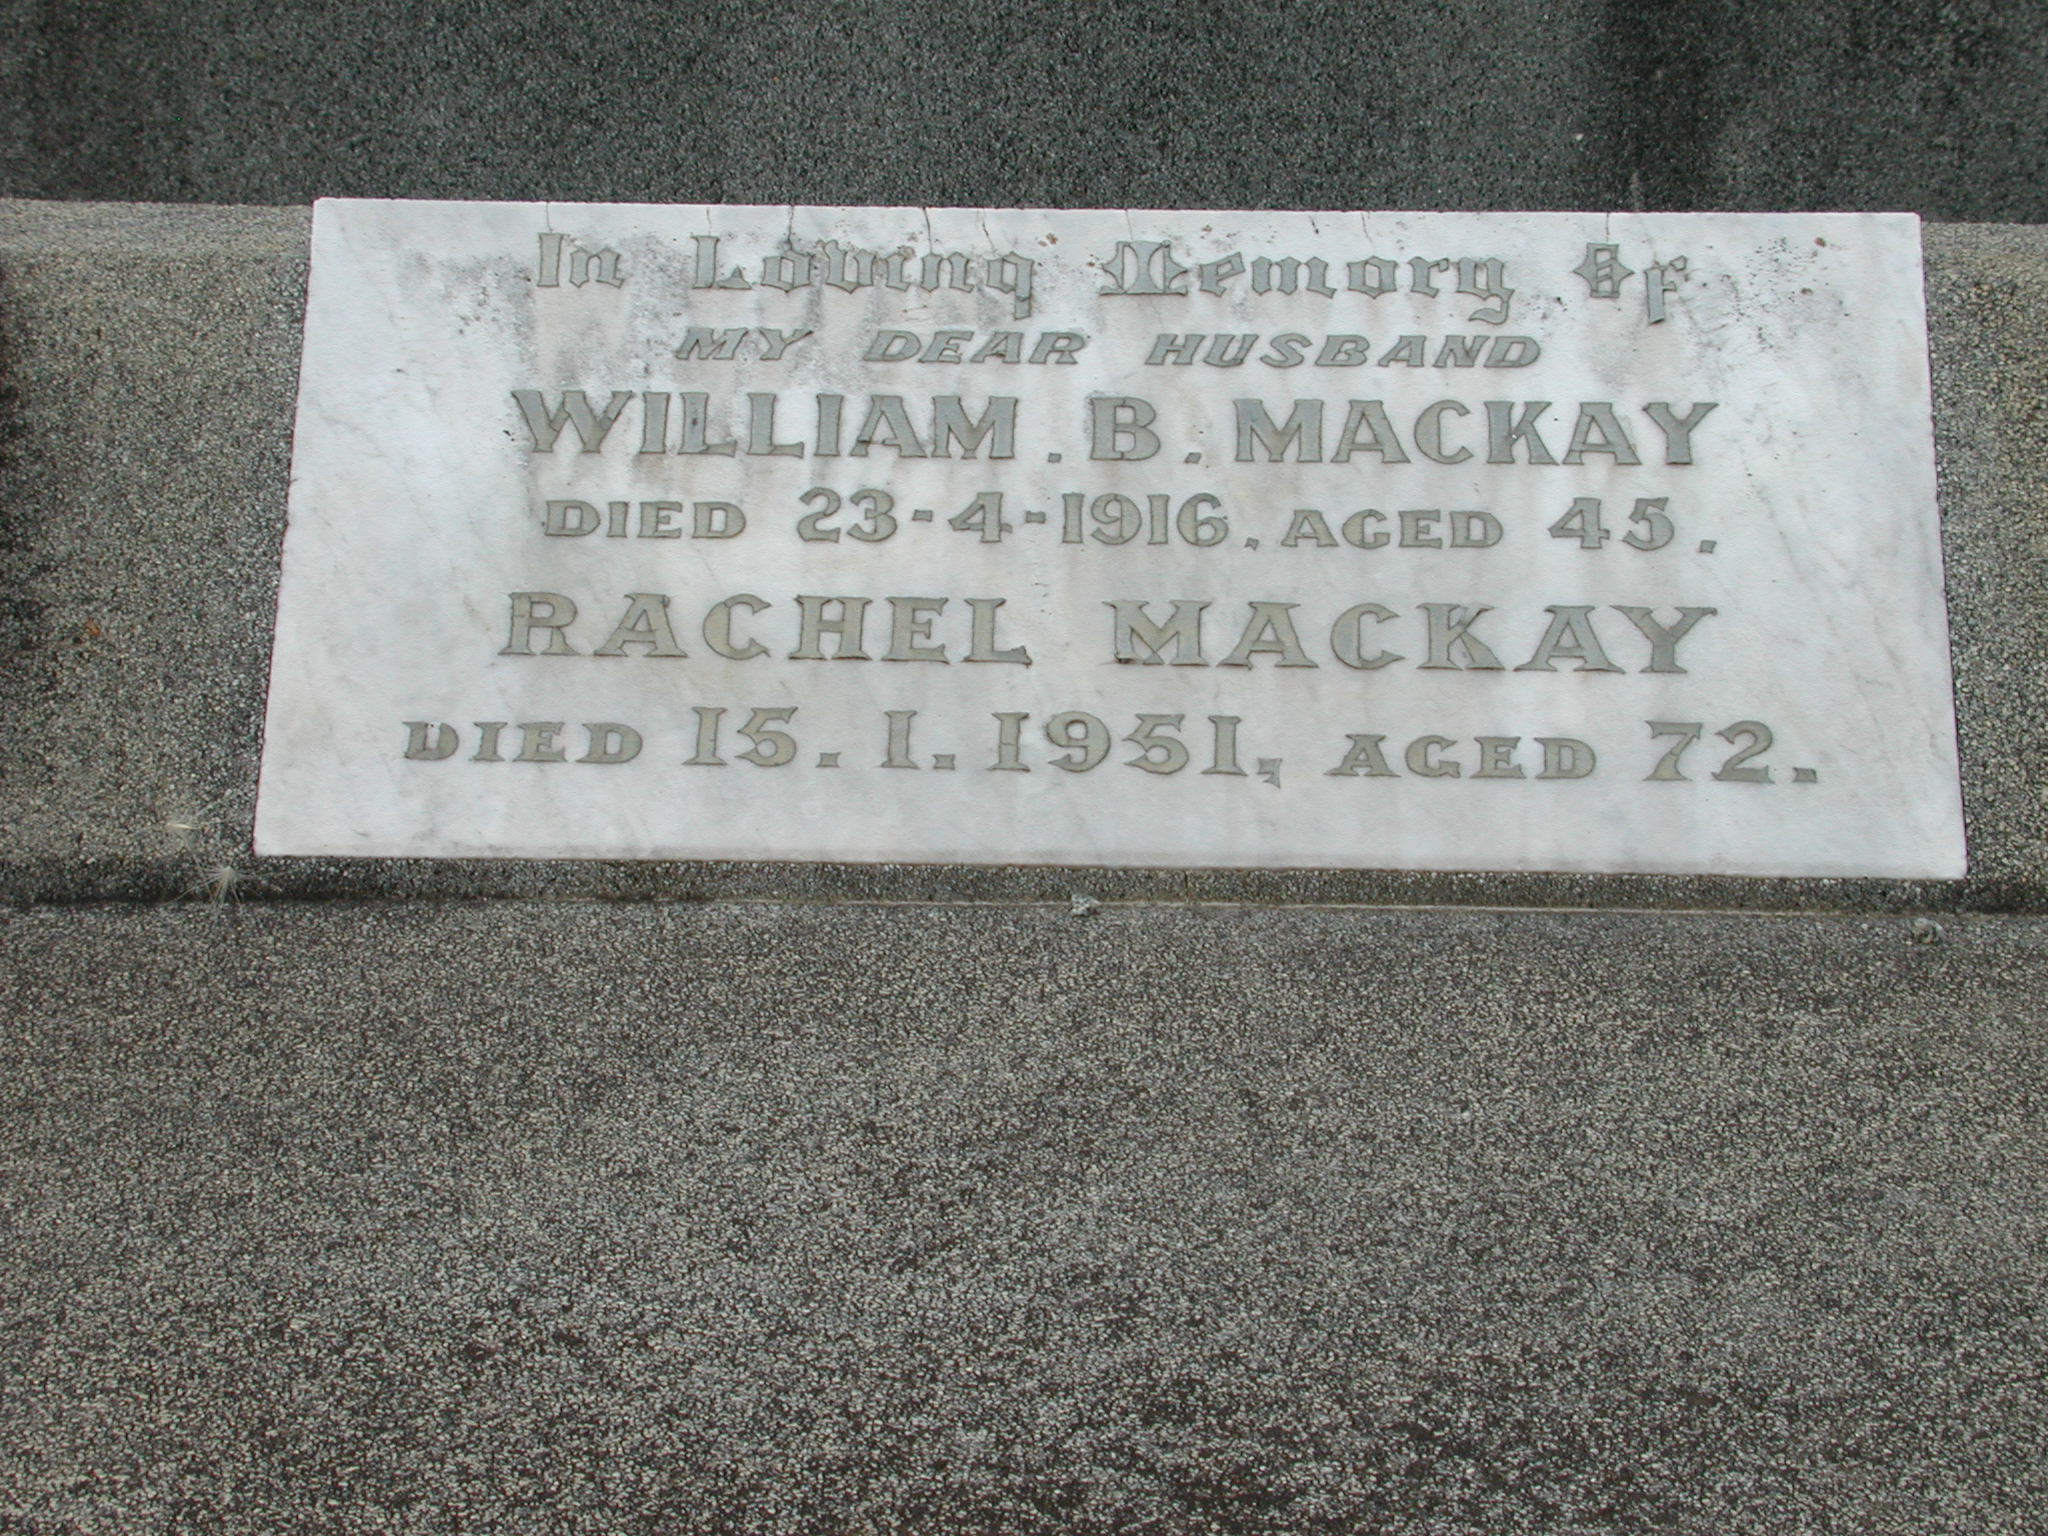 In Loving Memory Of
MY DEAR HUSBAND
WILLIAM . B . MACKAY
DIED 23-4-1916. AGED 45.
RACHEL MACKAY
DIED 15. 1. 1951, AGED 72.